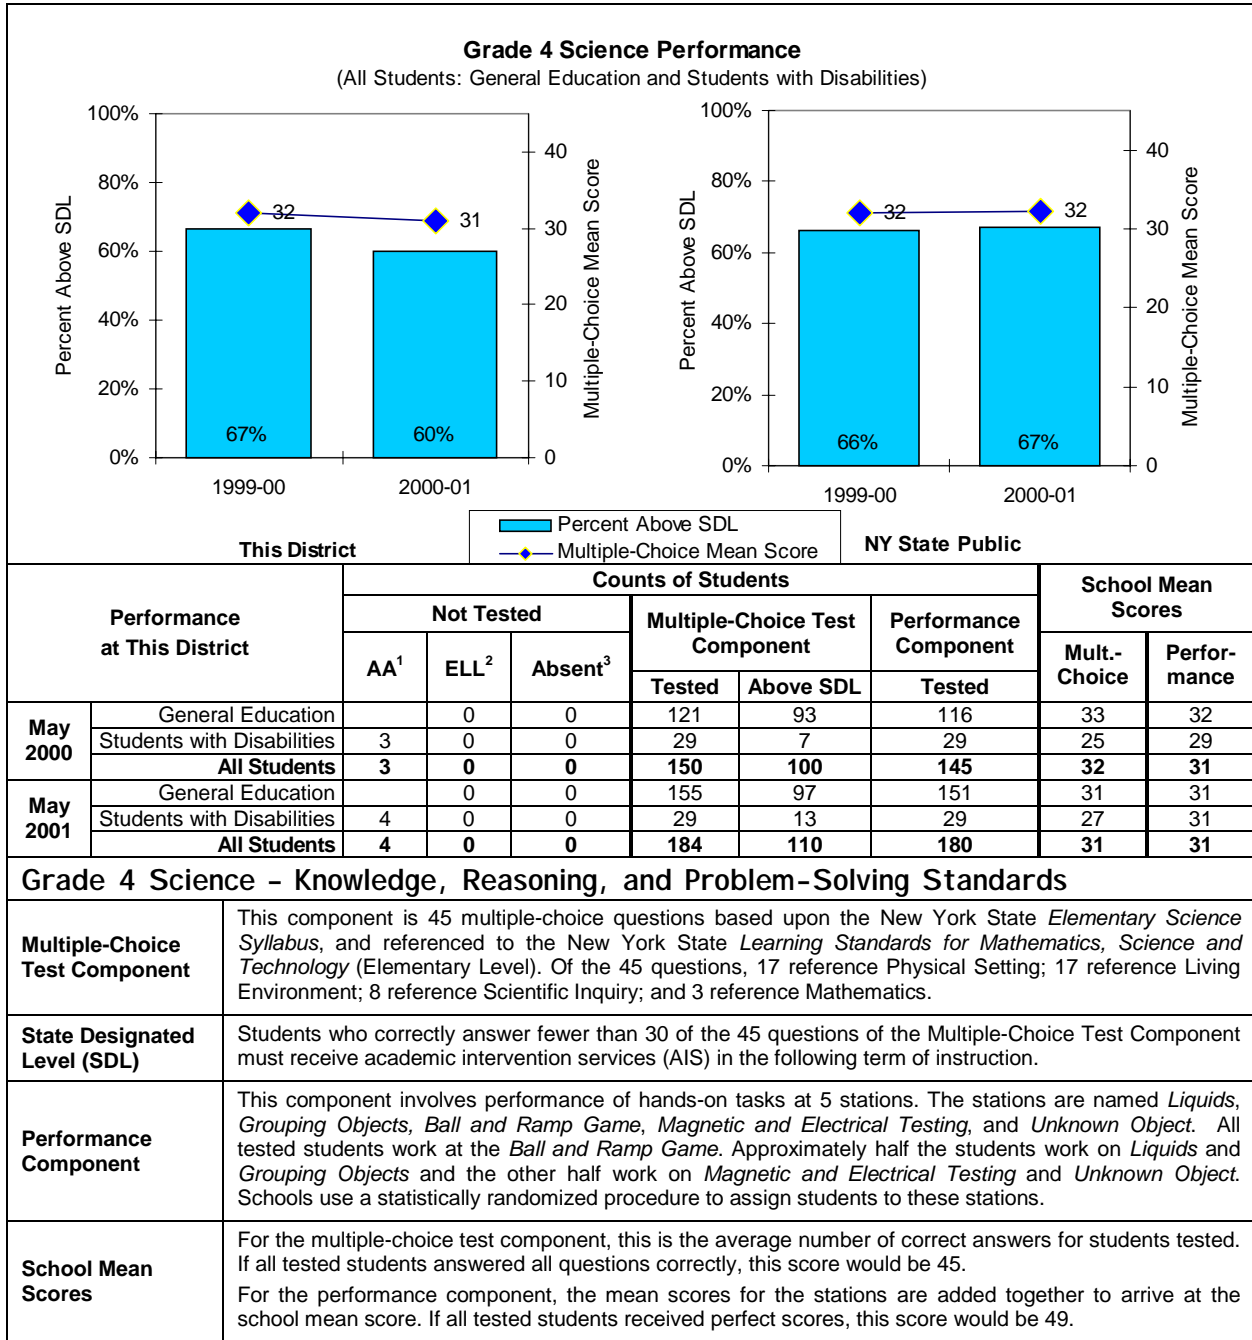 Grade 4 Science Performance
(All Students: General Education and Students with Disabilities)
100%
80%
60%
40%
20%
0%
Percent Above SDL
32
31
67%
60%
1999-00
2000-01
40
30
20
10
0
Multiple-Choice Mean Score
This District
100%
80%
60%
40%
20%
0%
Percent Above SDL
32
32
66%
67%
1999-00
2000-01
40
30
20
10
0
Multiple-Choice Mean Score
NY State Public
Percent Above SDL
Multiple-Choice Mean Score
Performance
at This District
Counts of Students
School Mean
Scores
Not Tested
Multiple-Choice Test
Component
Performance
Component
AA¹ ELL² Absent³
Mult.-
Choice
Perfor-
mance
Tested Above SDL Tested
May
2000
General Education 0 0 121 93 116 33 32
Students with Disabilities 3 0 0 29 7 29 25 29
All Students 3 0 0 150 100 145 32 31
May
2001
General Education 0 0 155 97 151 31 31
Students with Disabilities 4 0 0 29 13 29 27 31
All Students 4 0 0 184 110 180 31 31
Grade 4 Science – Knowledge, Reasoning, and Problem-Solving Standards
Multiple-Choice
Test Component
This component is 45 multiple-choice questions based upon the New York State Elementary Science
Syllabus, and referenced to the New York State Learning Standards for Mathematics, Science and
Technology (Elementary Level). Of the 45 questions, 17 reference Physical Setting; 17 reference Living
Environment; 8 reference Scientific Inquiry; and 3 reference Mathematics.
State Designated
Level (SDL)
Students who correctly answer fewer than 30 of the 45 questions of the Multiple-Choice Test Component
must receive academic intervention services (AIS) in the following term of instruction.
Performance
Component
This component involves performance of hands-on tasks at 5 stations. The stations are named Liquids,
Grouping Objects, Ball and Ramp Game, Magnetic and Electrical Testing, and Unknown Object. All
tested students work at the Ball and Ramp Game. Approximately half the students work on Liquids and
Grouping Objects and the other half work on Magnetic and Electrical Testing and Unknown Object.
Schools use a statistically randomized procedure to assign students to these stations.
School Mean
Scores
For the multiple-choice test component, this is the average number of correct answers for students tested.
If all tested students answered all questions correctly, this score would be 45.
For the performance component, the mean scores for the stations are added together to arrive at the
school mean score. If all tested students received perfect scores, this score would be 49.